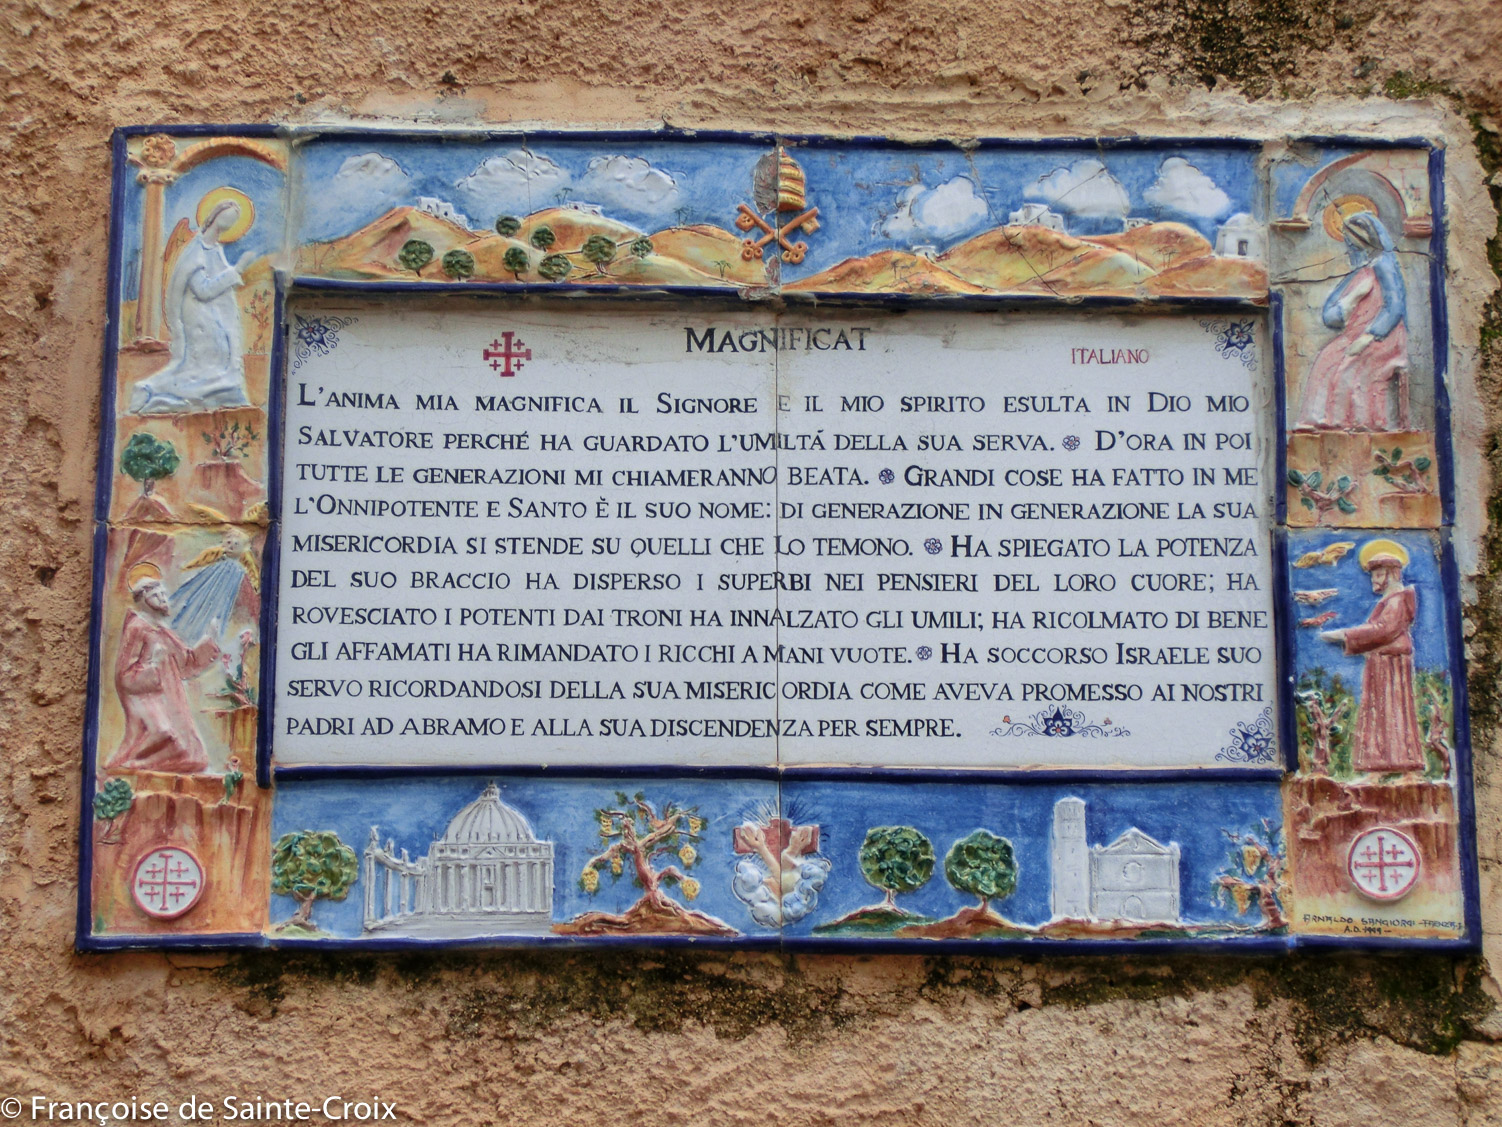 MAGNIFICAT
ITALIANO
L'ANIMA MIA MAGNIFICA IL SIGNORE E IL MIO SPIRITO ESULTA IN DIO MIO
SALVATORE PERCHÉ HA GUARDATO L'UMILTÁ DELLA SUA SERVA. D'ORA IN POI
TUTTE LE GENERAZIONI MI CHIAMERANNO BEATA. GRANDI COSE HA FATTO IN ME
L'ONNIPOTENTE E SANTO È IL SUO NOME: DI GENERAZIONE IN GENERAZIONE LA SUA
MISERICORDIA SI STENDE SU QUELLI CHE LO TEMONO. HA SPIEGATO LA POTENZA
DEL SUO BRACCIO HA DISPERSO I SUPERBI NEI PENSIERI DEL LORO CUORE; HA
ROVESCIATO I POTENTI DAI TRONI HA INNALZATO GLI UMILI; HA RICOLMATO DI BENE
GLI AFFAMATI HA RIMANDATO I RICCHI A MANI VUOTE. HA SOCCORSO ISRAELE SUO
SERVO RICORDANDOSI DELLA SUA MISERICORDIA COME AVEVA PROMESSO AI NOSTRI
PADRI AD ABRAMO E ALLA SUA DISCENDENZA PER SEMPRE.
ARNALDO SANGIORGI
A.D. 1999
© Françoise de Sainte-Croix